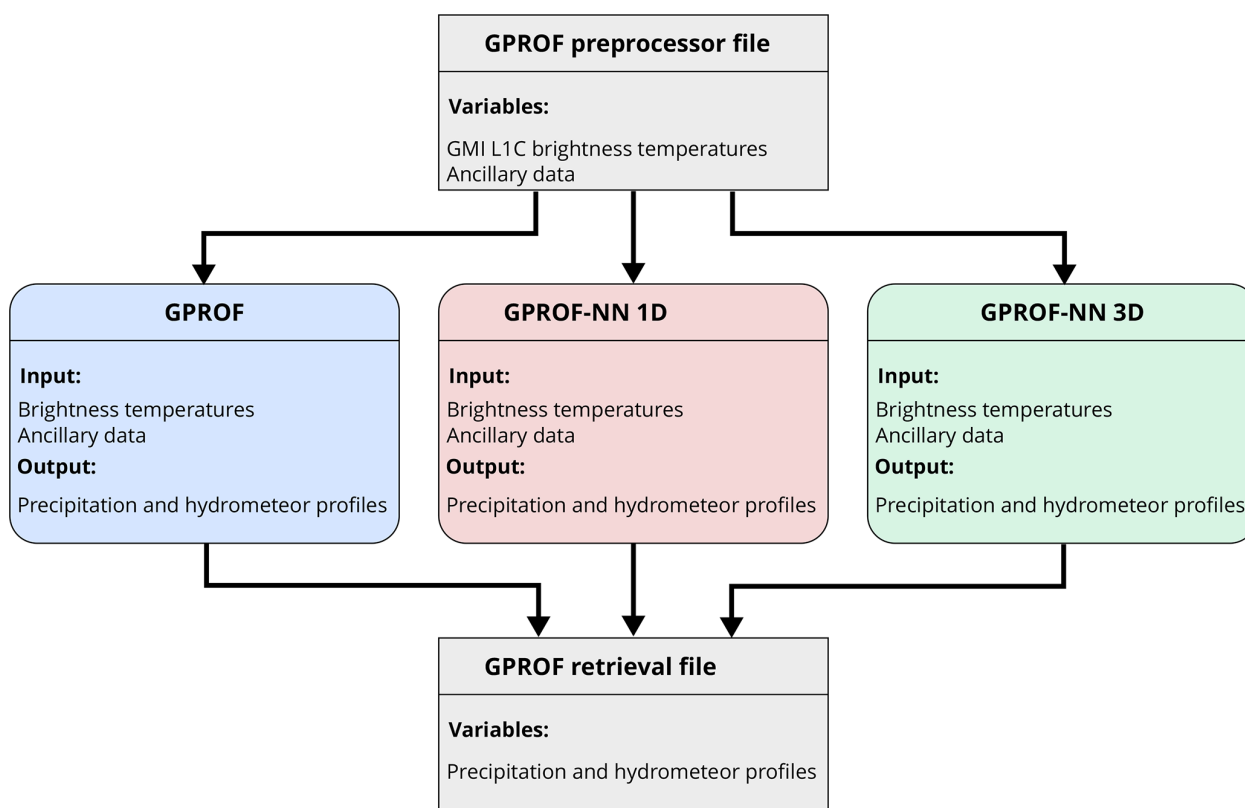 GPROF preprocessor file
Variables:
GMI L1C brightness temperatures
Ancillary data
GPROF
Input:
Brightness temperatures
Ancillary data
Output:
Precipitation and hydrometeor profiles
GPROF-NN 1D
Input:
Brightness temperatures
Ancillary data
Output:
Precipitation and hydrometeor profiles
GPROF-NN 3D
Input:
Brightness temperatures
Ancillary data
Output:
Precipitation and hydrometeor profiles
GPROF retrieval file
Variables:
Precipitation and hydrometeor profiles